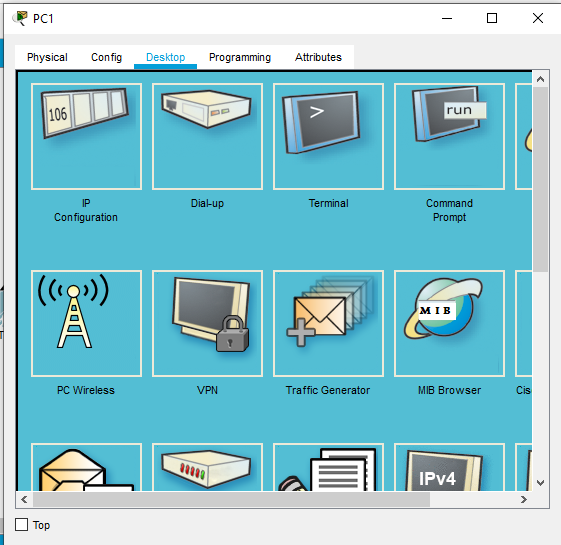 PC1
Physical
Config
Desktop
Programming
Attributes
106
>
run
IP
Configuration
Dial-up
Terminal
Command
Prompt
MIB
PC Wireless
VPN
Traffic Generator
MIB Browser
Cis
IPv4
Top